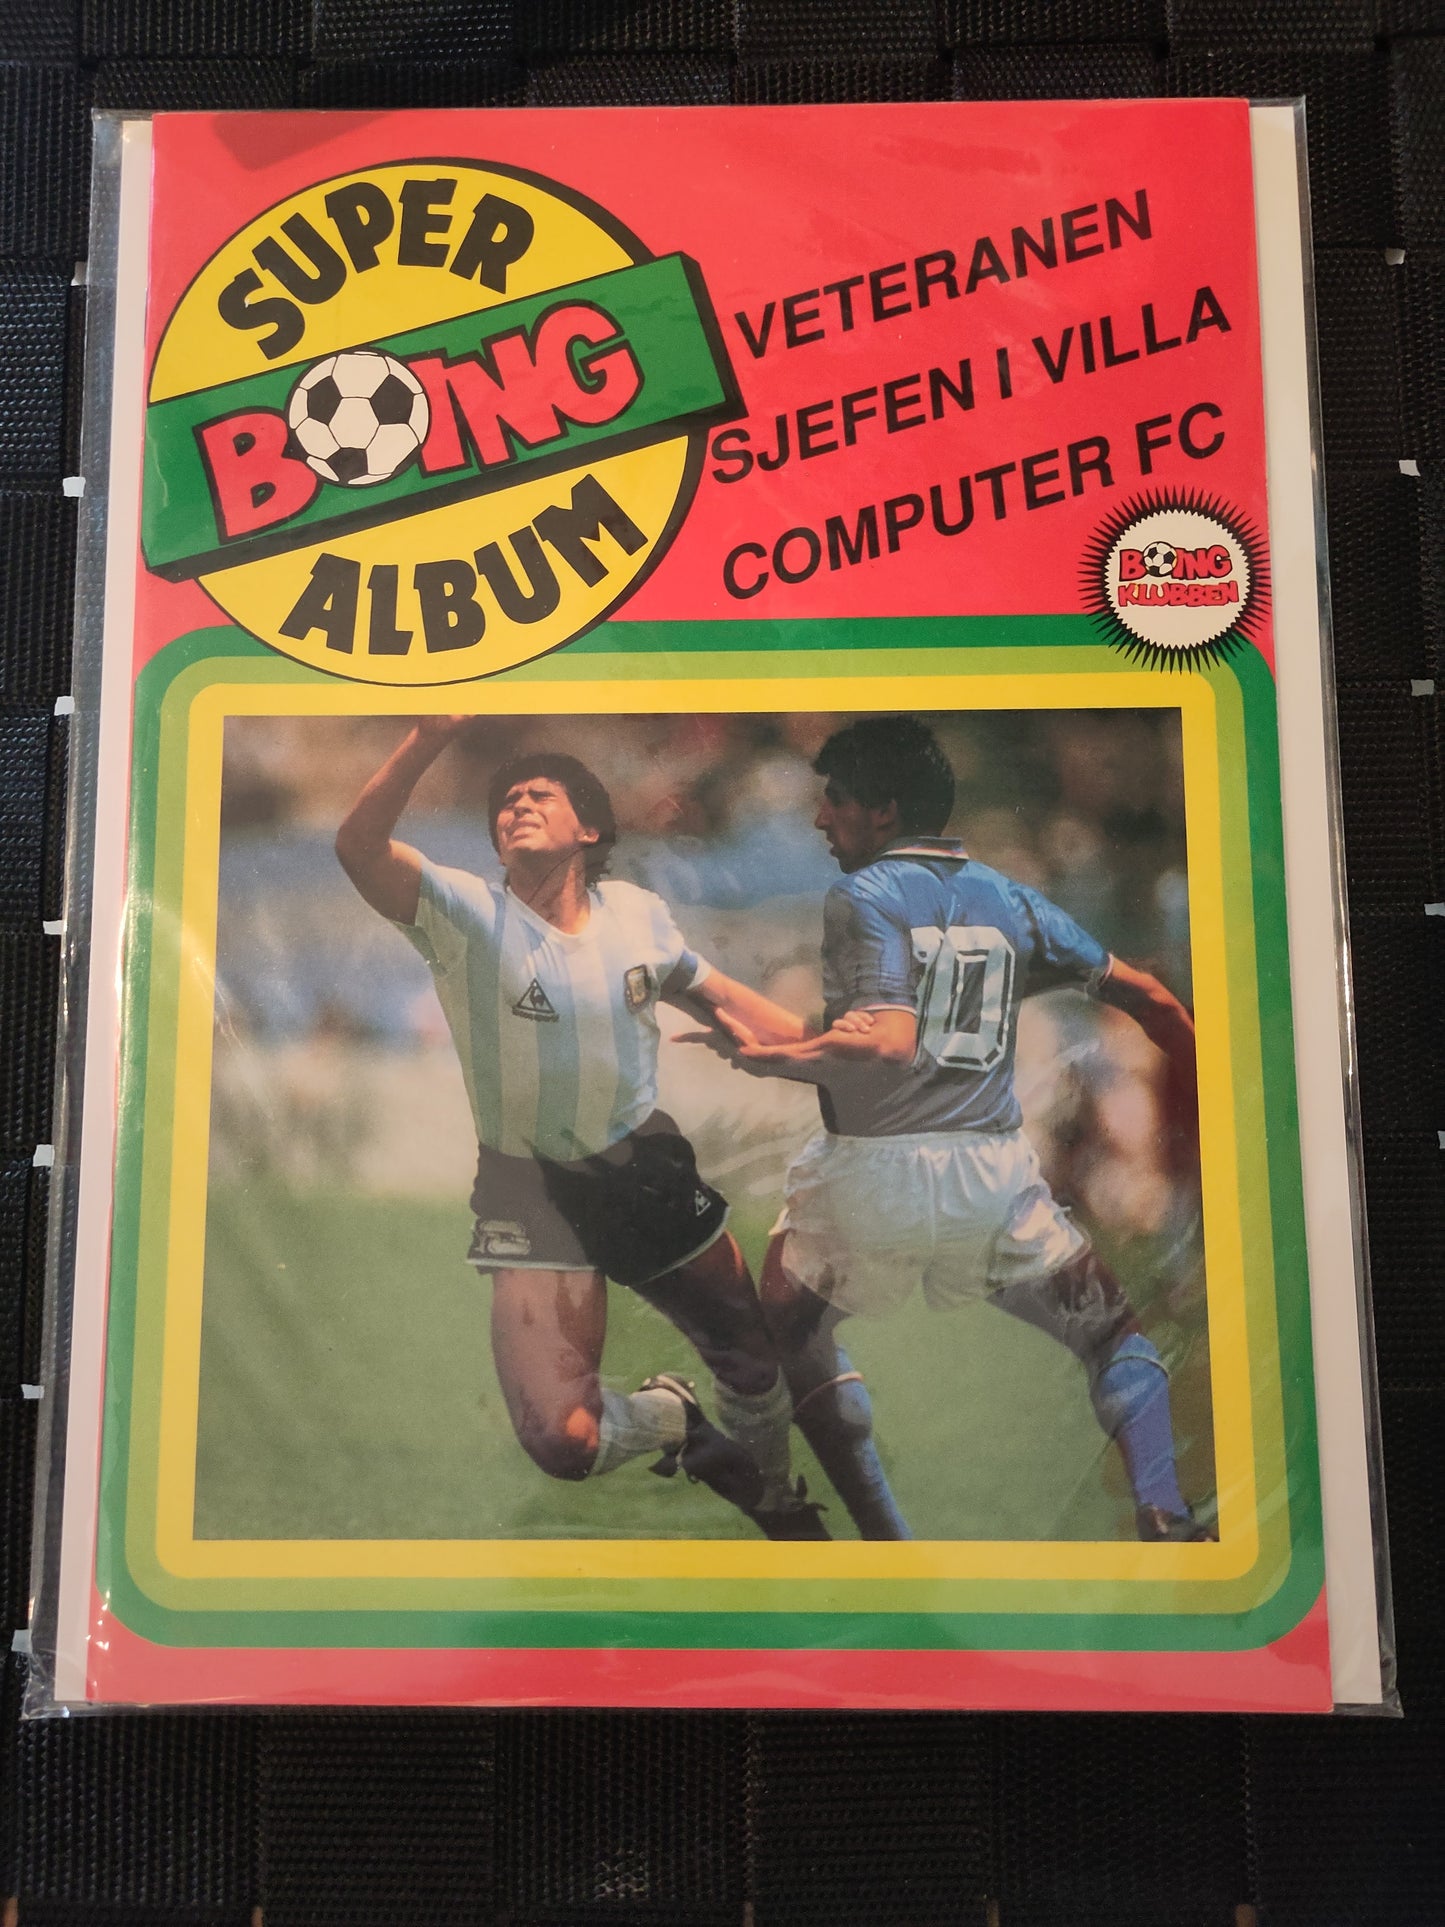 SUPER
BOING
ALBUM
VETERANEN
SJEFEN I VILLA
COMPUTER FC
BOING
KLUBBEN
10